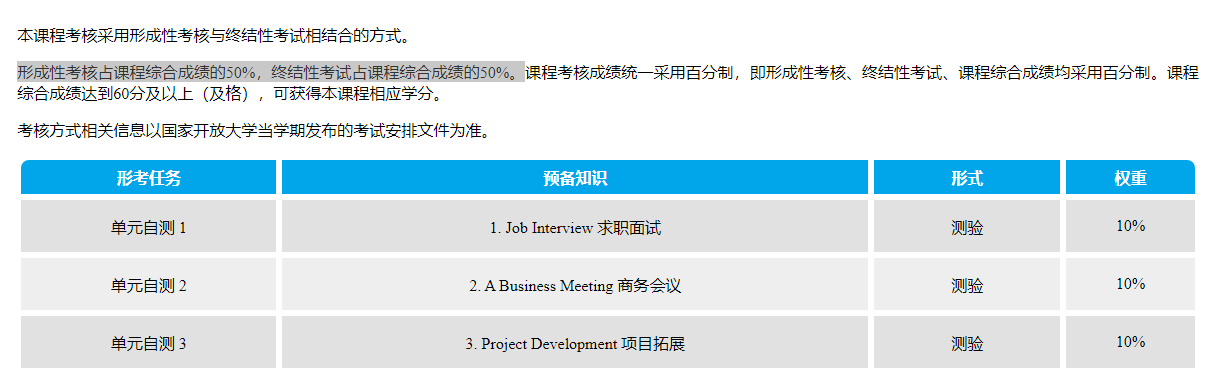 本课程考核采用形成性考核与终结性考试相结合的方式。
形成性考核占课程综合成绩的50%，终结性考试占课程综合成绩的50%。课程考核成绩统一采用百分制，即形成性考核、终结性考试、课程综合成绩均采用百分制。课程
综合成绩达到60分及以上（及格），可获得本课程相应学分。
考核方式相关信息以国家开放大学当学期发布的考试安排文件为准。
形考任务 预备知识 形式 权重
单元自测 1 1. Job Interview 求职面试 测验 10%
单元自测 2 2. A Business Meeting 商务会议 测验 10%
单元自测 3 3. Project Development 项目拓展 测验 10%